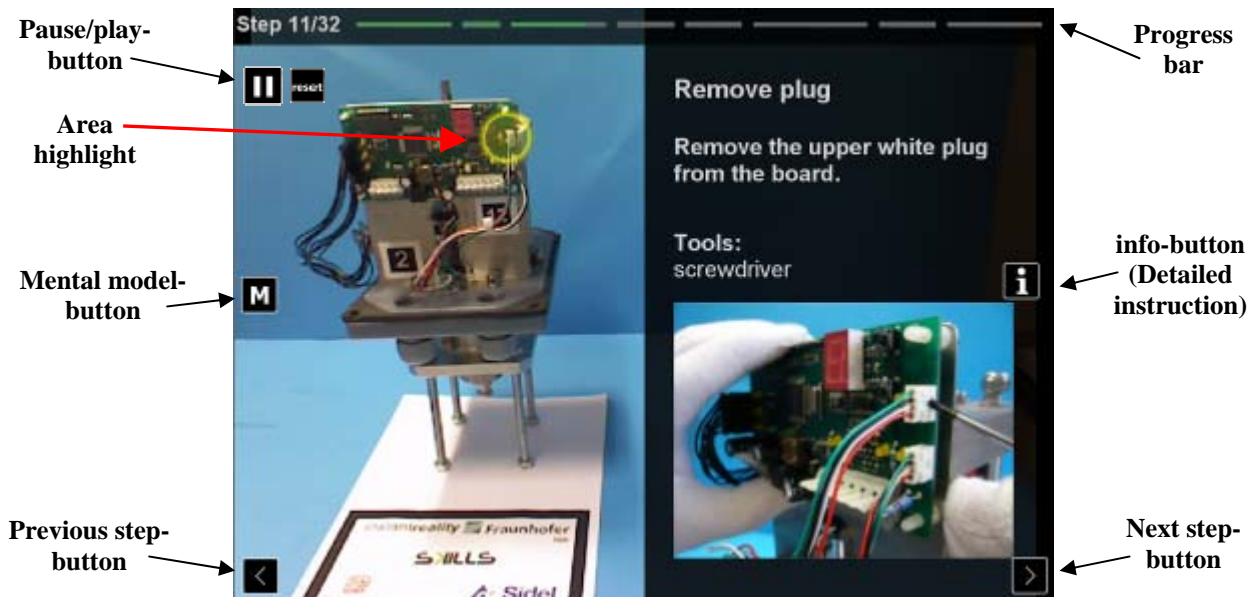 Step 11/32
Pause/play-
button
Progress
bar
reset
Area
highlight
Remove plug
Remove the upper white plug
from the board.
Tools:
screwdriver
2
info-button
(Detailed
instruction)
i
Mental model-
button
M
Previous step-
button
<
Fraunhofer
SKILLS
Sidel
Next step-
button
>